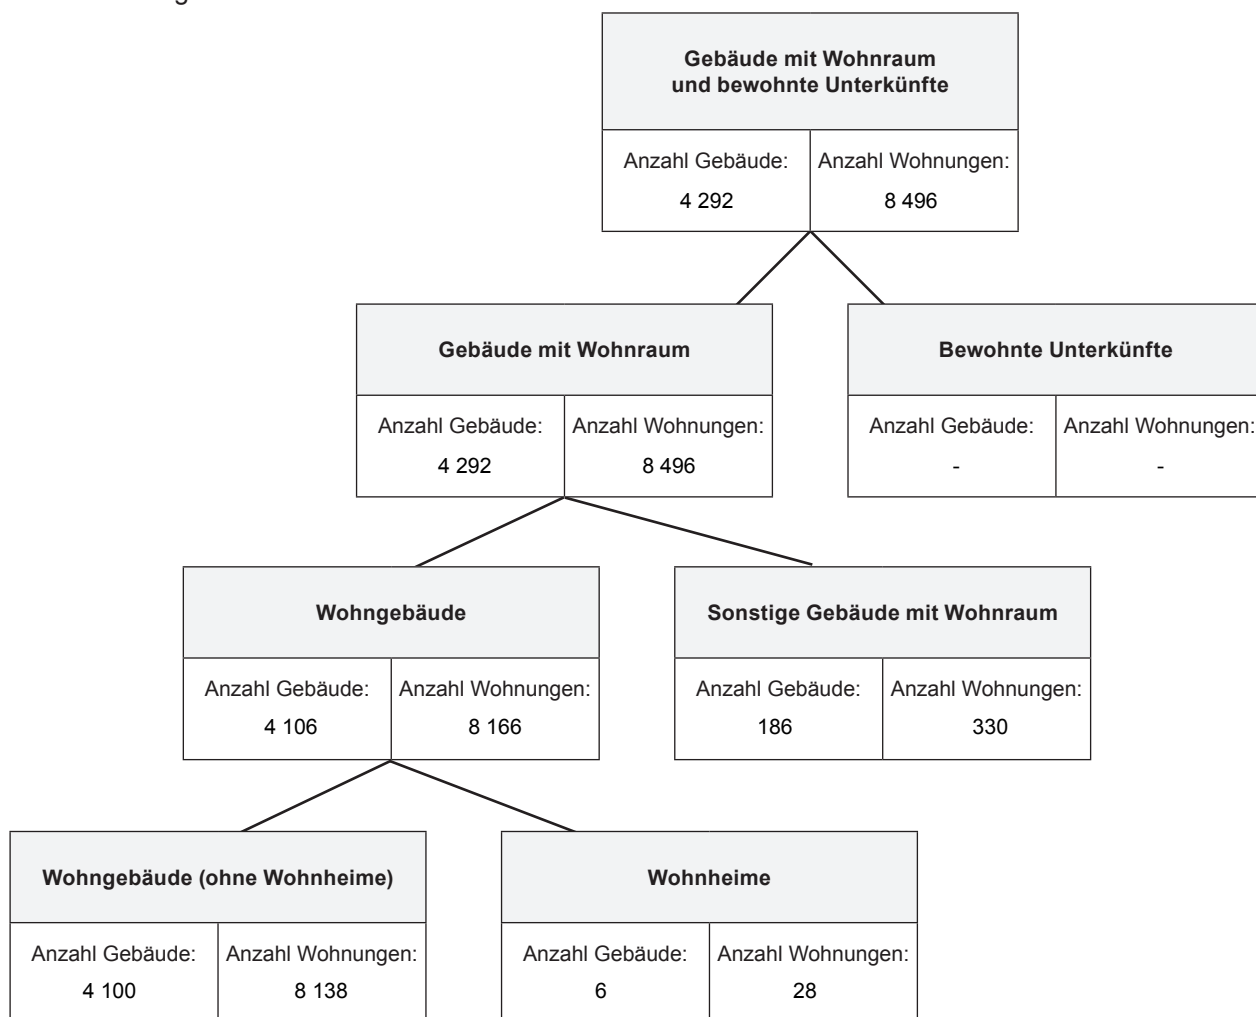 Gebäude mit Wohnraum
und bewohnte Unterkünfte
Anzahl Gebäude:
Anzahl Wohnungen:
4 292
8 496
Gebäude mit Wohnraum
Bewohnte Unterkünfte
Anzahl Gebäude:
Anzahl Wohnungen:
Anzahl Gebäude:
Anzahl Wohnungen:
4 292
8 496
-
-
Wohngebäude
Sonstige Gebäude mit Wohnraum
Anzahl Gebäude:
Anzahl Wohnungen:
Anzahl Gebäude:
Anzahl Wohnungen:
4 106
8 166
186
330
Wohngebäude (ohne Wohnheime)
Wohnheime
Anzahl Gebäude:
Anzahl Wohnungen:
Anzahl Gebäude:
Anzahl Wohnungen:
4 100
8 138
6
28